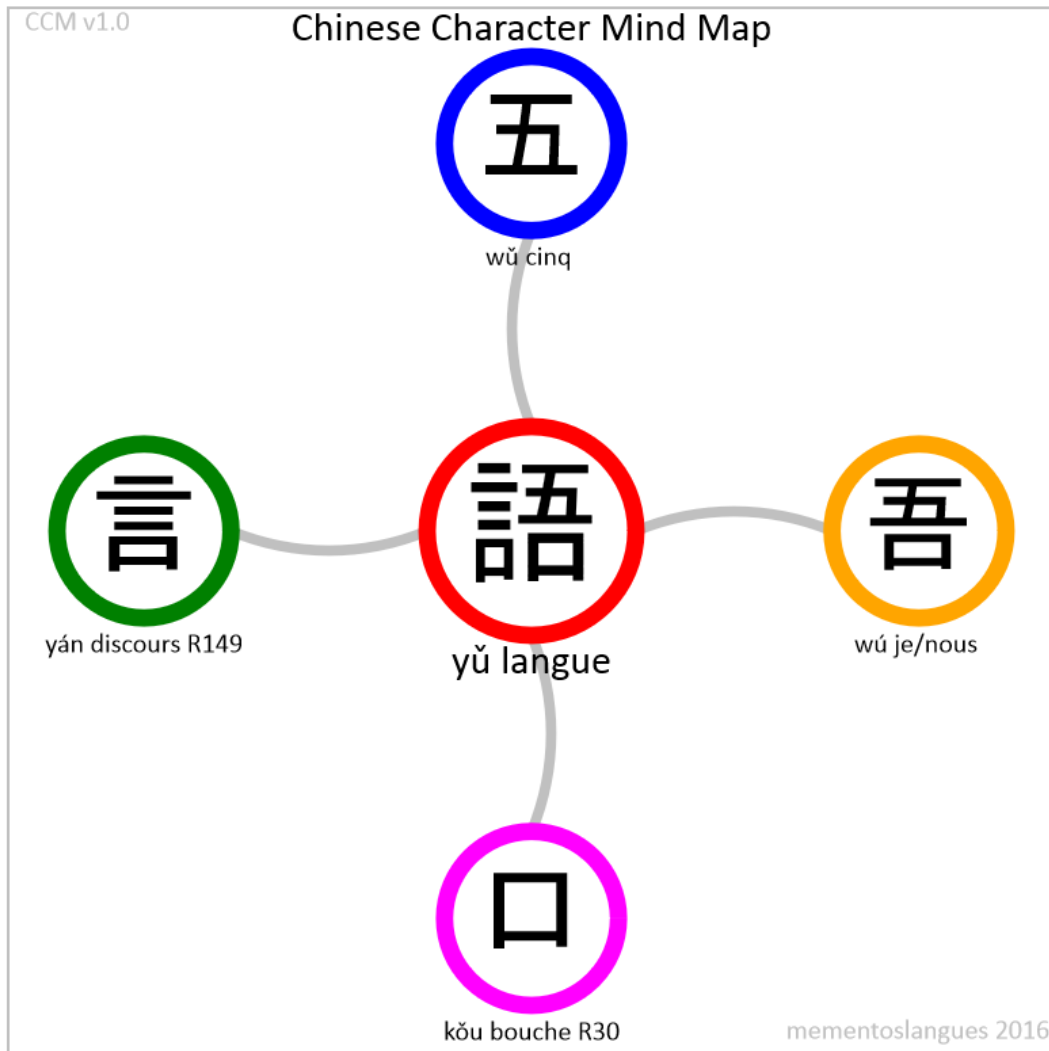 CCM v1.0
Chinese Character Mind Map
五
wǔ cinq
言
yán discours R149
語
yǔ langue
吾
wú je/nous
口
kǒu bouche R30
mementoslangues 2016